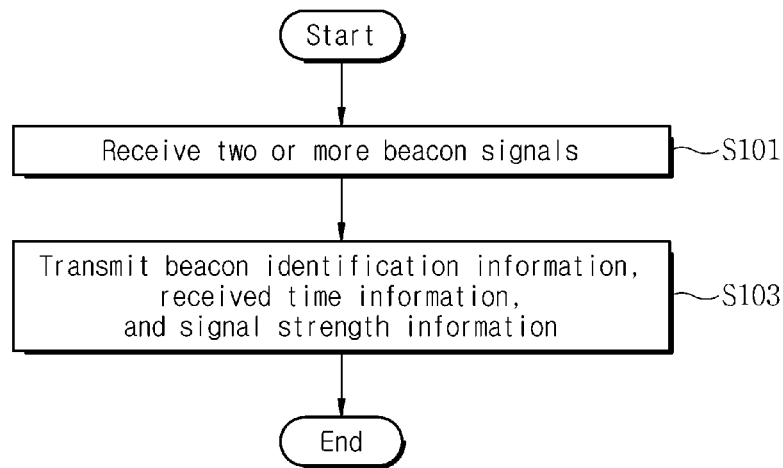 Start
Receive two or more beacon signals
S101
Transmit beacon identification information,
received time information,
and signal strength information
S103
End